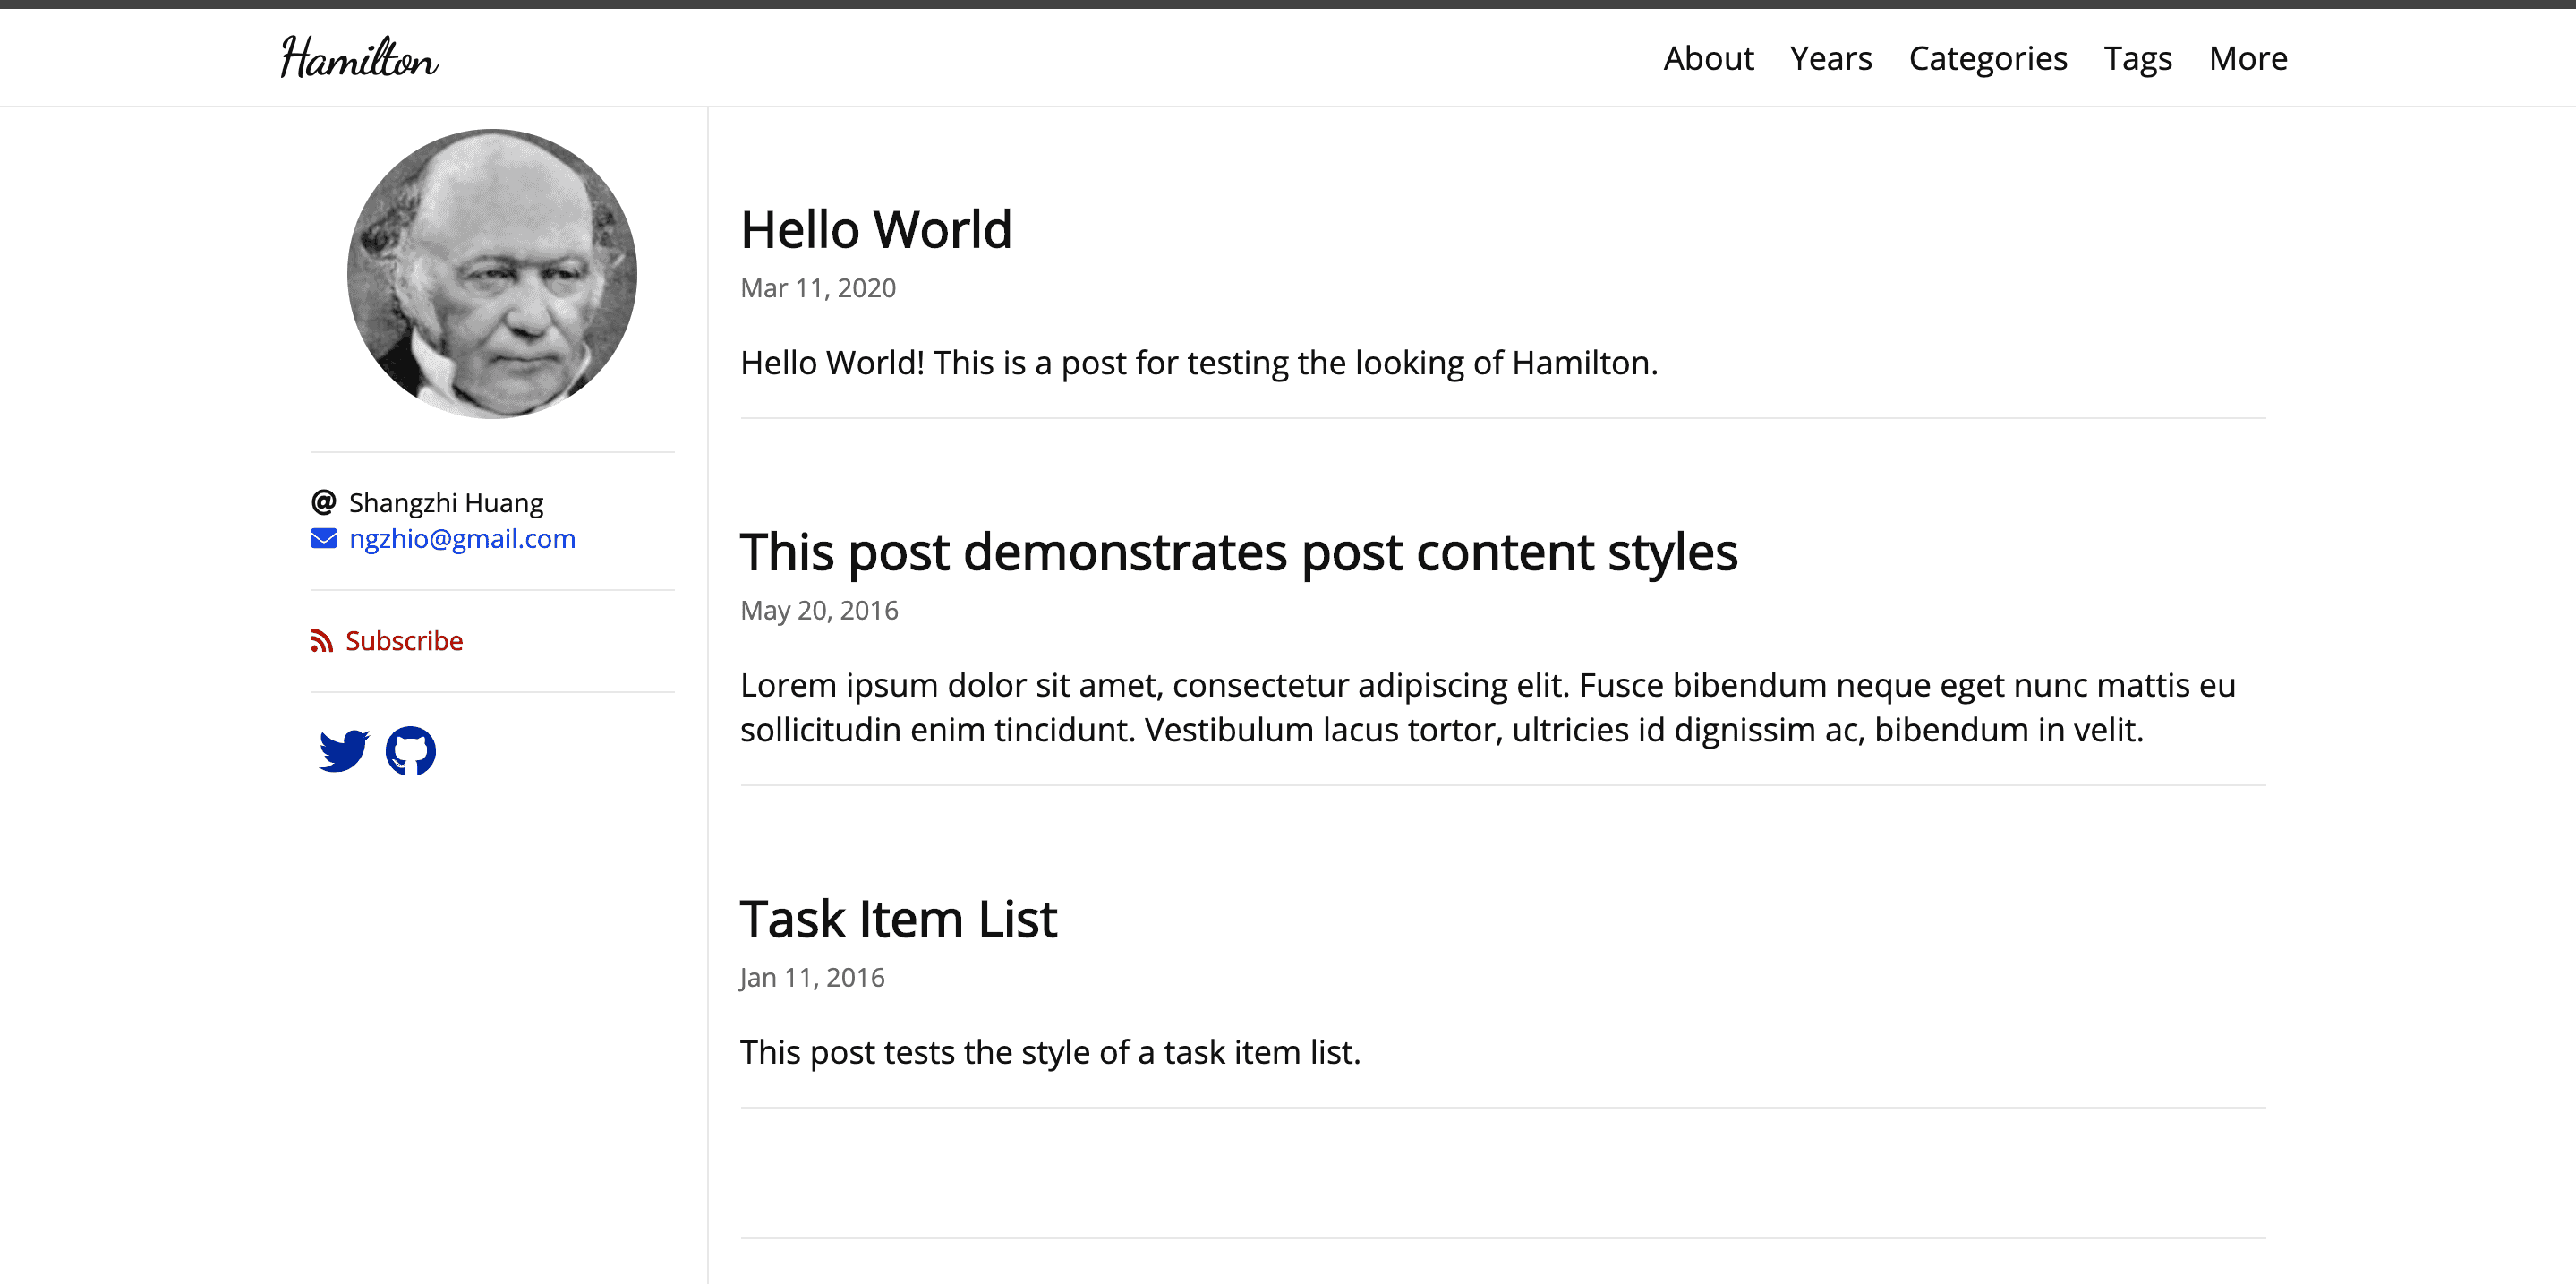 Hamilton
About Years Categories Tags More
@ Shangzhi Huang
ngzhio@gmail.com
Subscribe
Hello World
Mar 11, 2020
Hello World! This is a post for testing the looking of Hamilton.
This post demonstrates post content styles
May 20, 2016
Lorem ipsum dolor sit amet, consectetur adipiscing elit. Fusce bibendum neque eget nunc mattis eu
sollicitudin enim tincidunt. Vestibulum lacus tortor, ultricies id dignissim ac, bibendum in velit.
Task Item List
Jan 11, 2016
This post tests the style of a task item list.